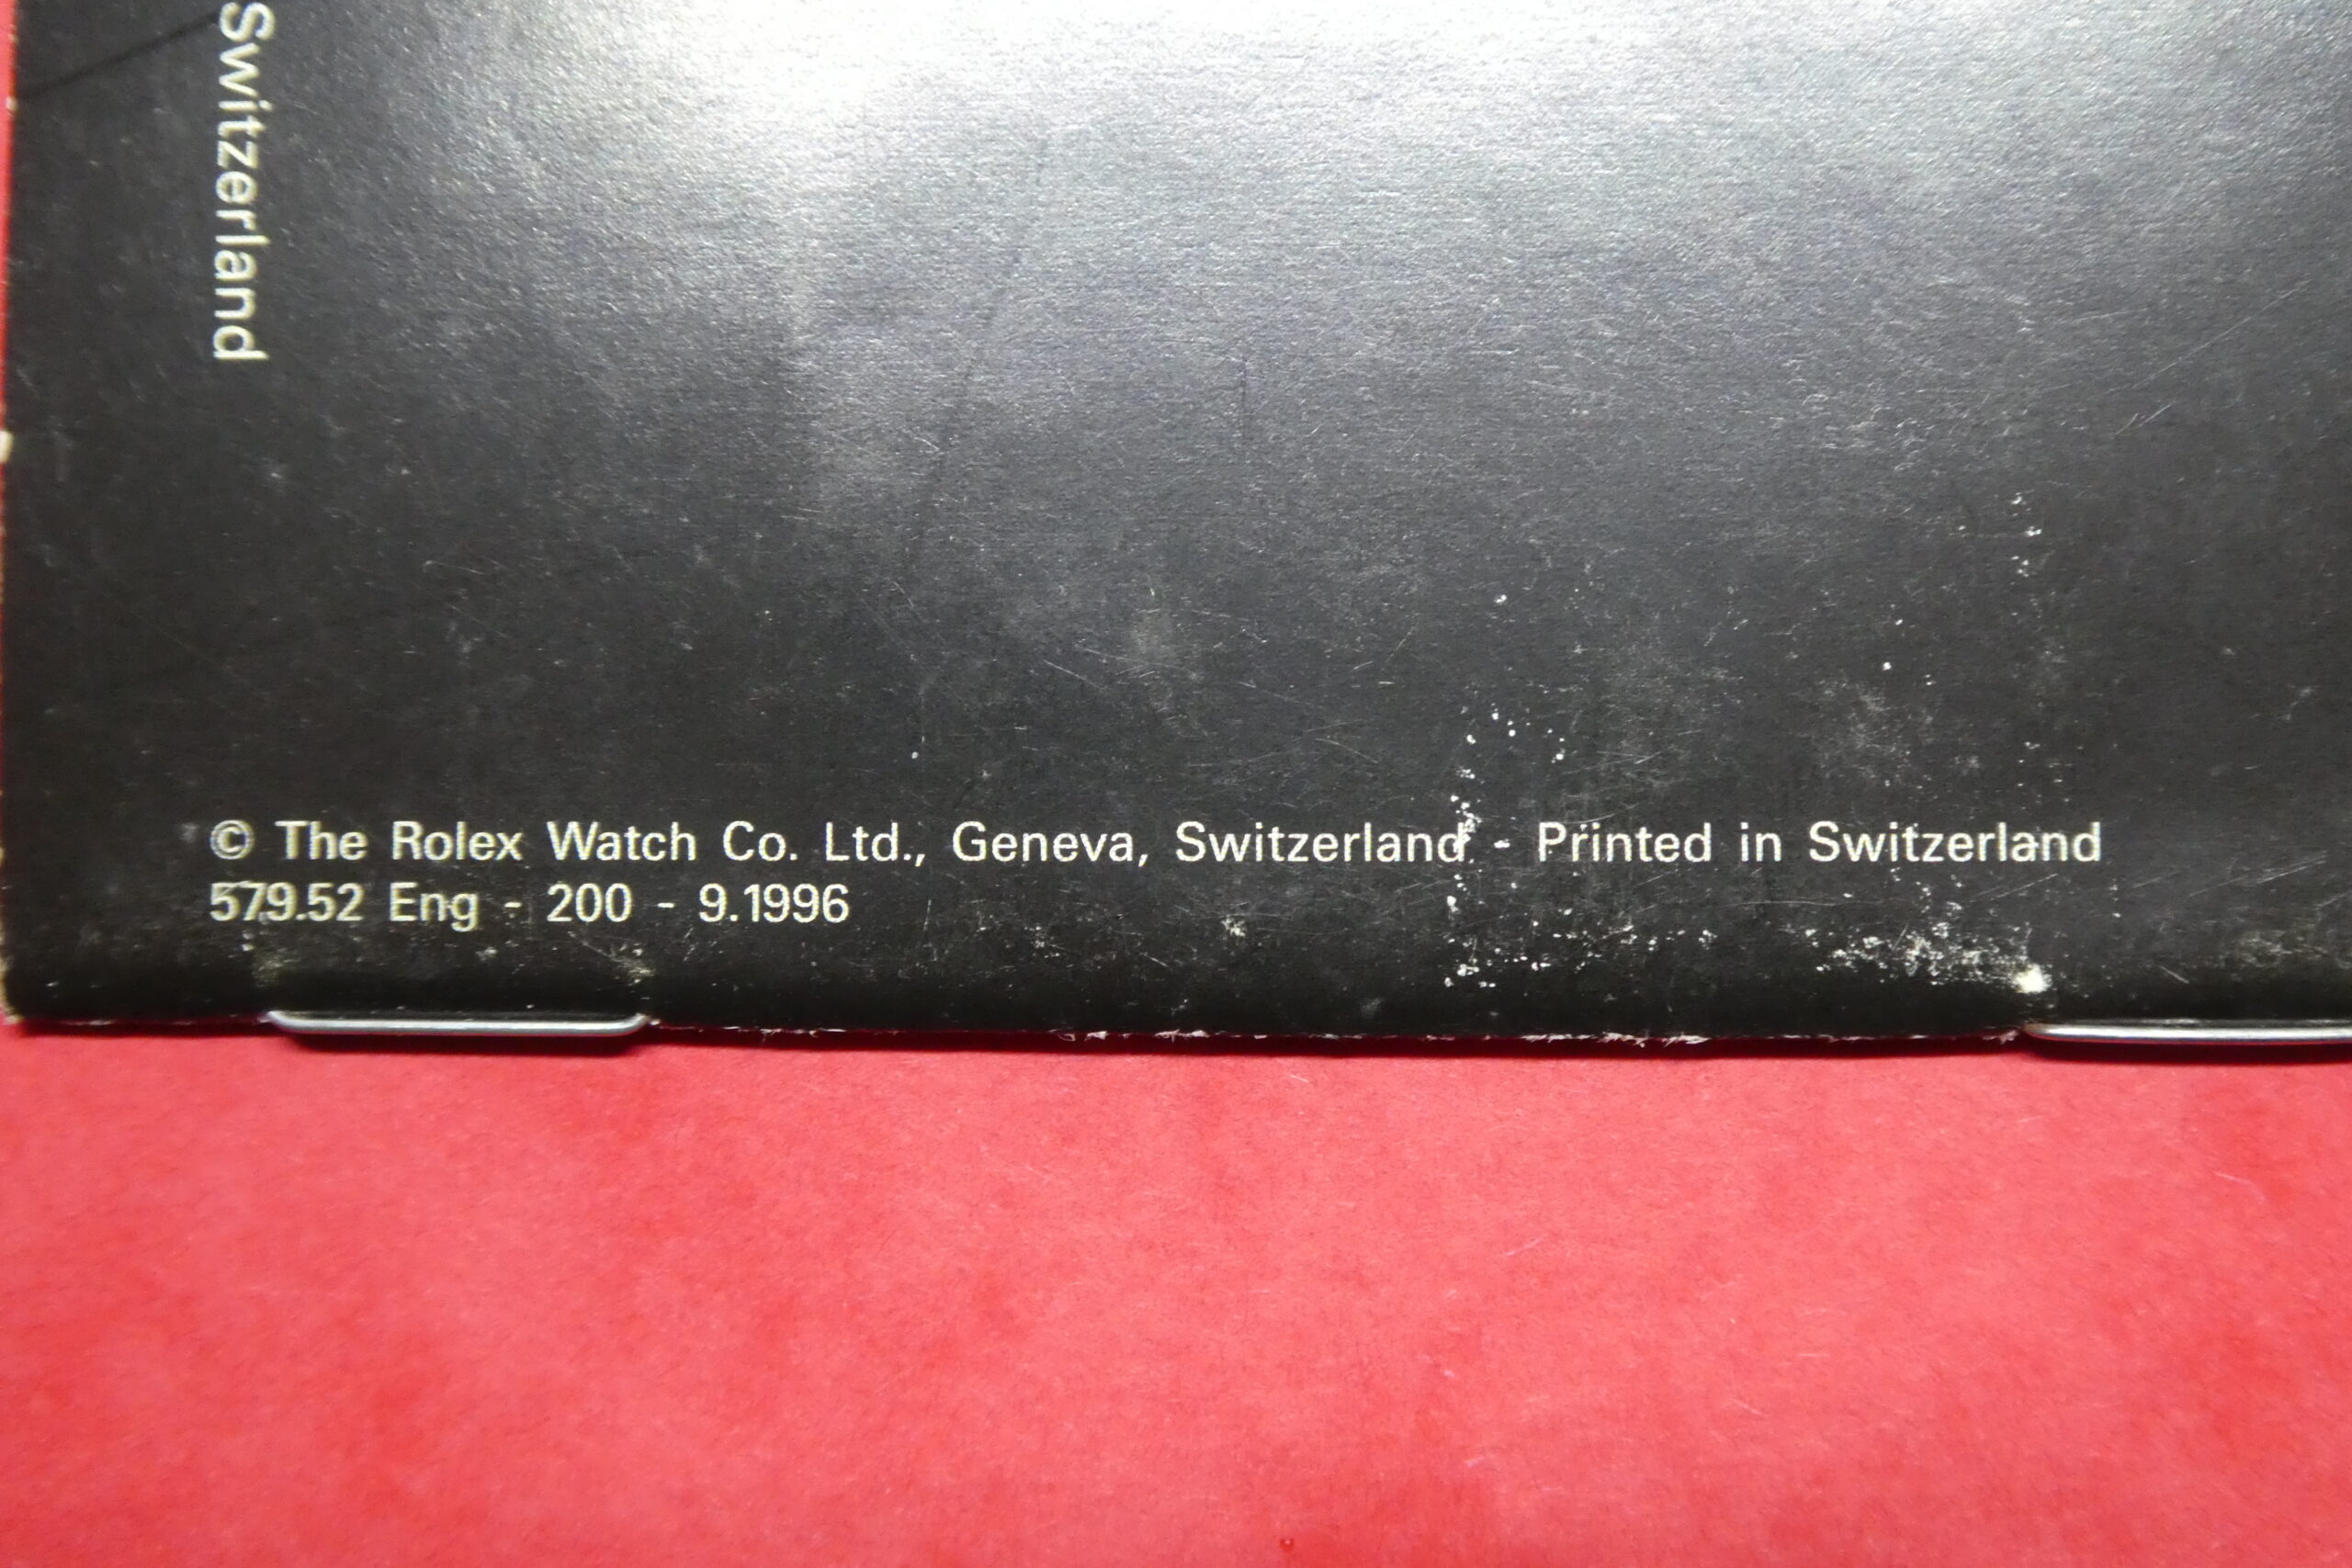 Switzerland
© The Rolex Watch Co. Ltd., Geneva, Switzerland - Printed in Switzerland
579.52 Eng - 200 - 9.1996